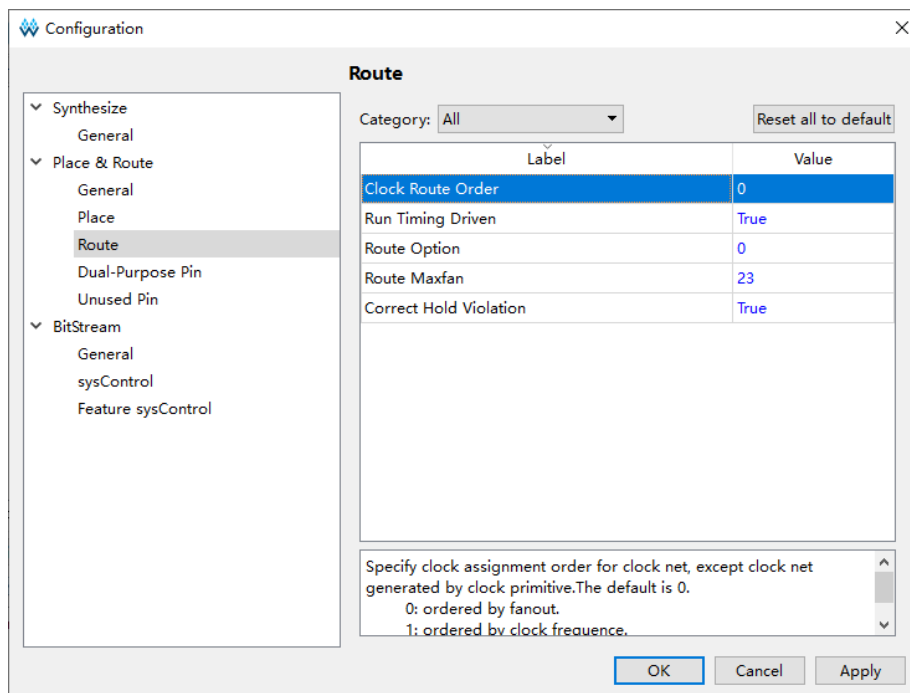 Configuration
Route
Synthesize
General
Place & Route
General
Place
Route
Dual-Purpose Pin
Unused Pin
BitStream
General
sysControl
Feature sysControl
Category: All Reset all to default
Label Value
Clock Route Order 0
Run Timing Driven True
Route Option 0
Route Maxfan 23
Correct Hold Violation True
Specify clock assignment order for clock net, except clock net
generated by clock primitive.The default is 0.
0: ordered by fanout.
1: ordered by clock frequence.
OK Cancel Apply